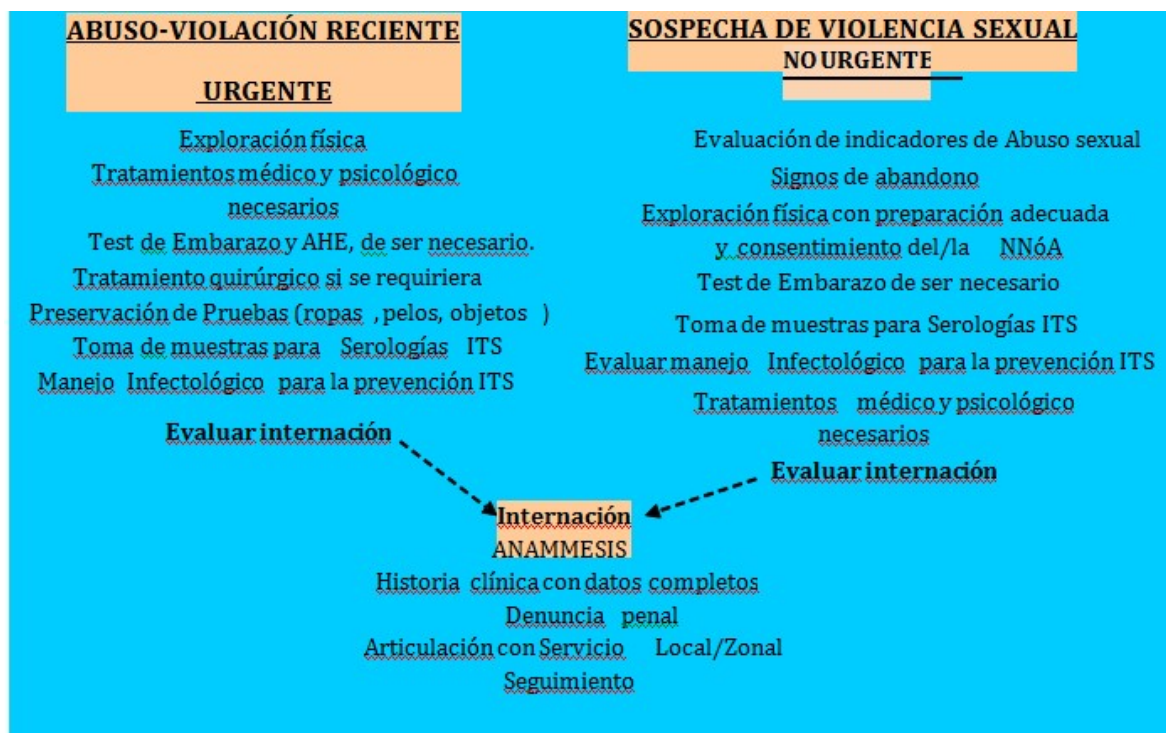 ABUSO-VIOLACIÓN RECIENTE
URGENTE
Exploración física
Tratamientos médico y psicológico
necesarios
Test de Embarazo y AHE, de ser necesario.
Tratamiento quirúrgico si se requiriera
Preservación de Pruebas (ropas , pelos, objetos )
Toma de muestras para Serologías ITS
Manejo Infectológico para la prevención ITS
Evaluar internación
SOSPECHA DE VIOLENCIA SEXUAL
NO URGENTE
Evaluación de indicadores de Abuso sexual
Signos de abandono
Exploración física con preparación adecuada
y consentimiento del/la NNóA
Test de Embarazo de ser necesario
Toma de muestras para Serologías ITS
Evaluar manejo Infectológico para la prevención ITS
Tratamientos médico y psicológico
necesarios
Evaluar internación
Internación
ANAMMESIS
Historia clínica con datos completos
Denuncia penal
Articulación con Servicio Local/Zonal
Seguimiento